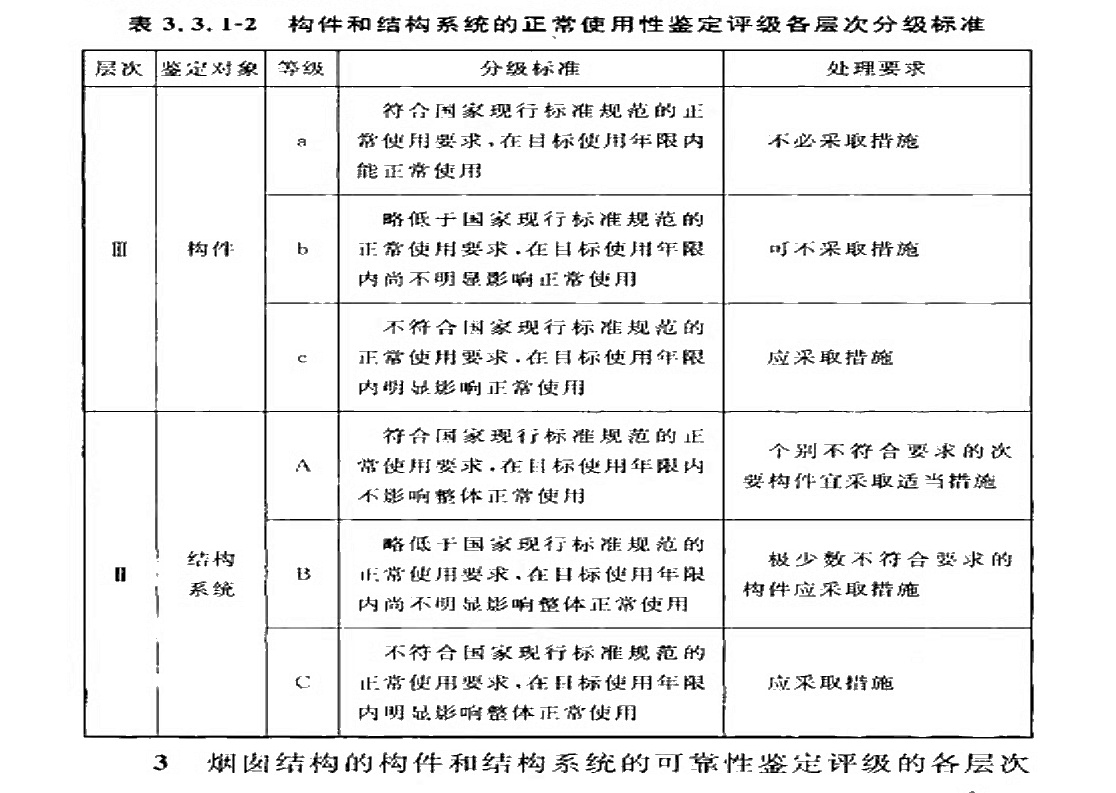 表 3.3.1-2 构件和结构系统的正常使用性鉴定评级各层次分级标准
层次 鉴定对象 等级 分级标准 处理要求
Ⅲ 构件
a
符合国家现行标准规范的正
常使用要求,在目标使用年限内
能正常使用
不必采取措施
b
略低于国家现行标准规范的
正常使用要求,在目标使用年限
内尚不明显影响正常使用
可不采取措施
c
不符合国家现行标准规范的
正常使用要求,在目标使用年限
内明显影响正常使用
应采取措施
Ⅱ
结构
系统
A
符合国家现行标准规范的正
常使用要求,在目标使用年限内
不影响整体正常使用
个别不符合要求的次
要构件宜采取适当措施
B
略低于国家现行标准规范的
正常使用要求,在目标使用年限
内尚不明显影响整体正常使用
极少数不符合要求的
构件应采取措施
C
不符合国家现行标准规范的
正常使用要求,在目标使用年限
内明显影响整体正常使用
应采取措施
3 烟囱结构的构件和结构系统的可靠性鉴定评级的各层次